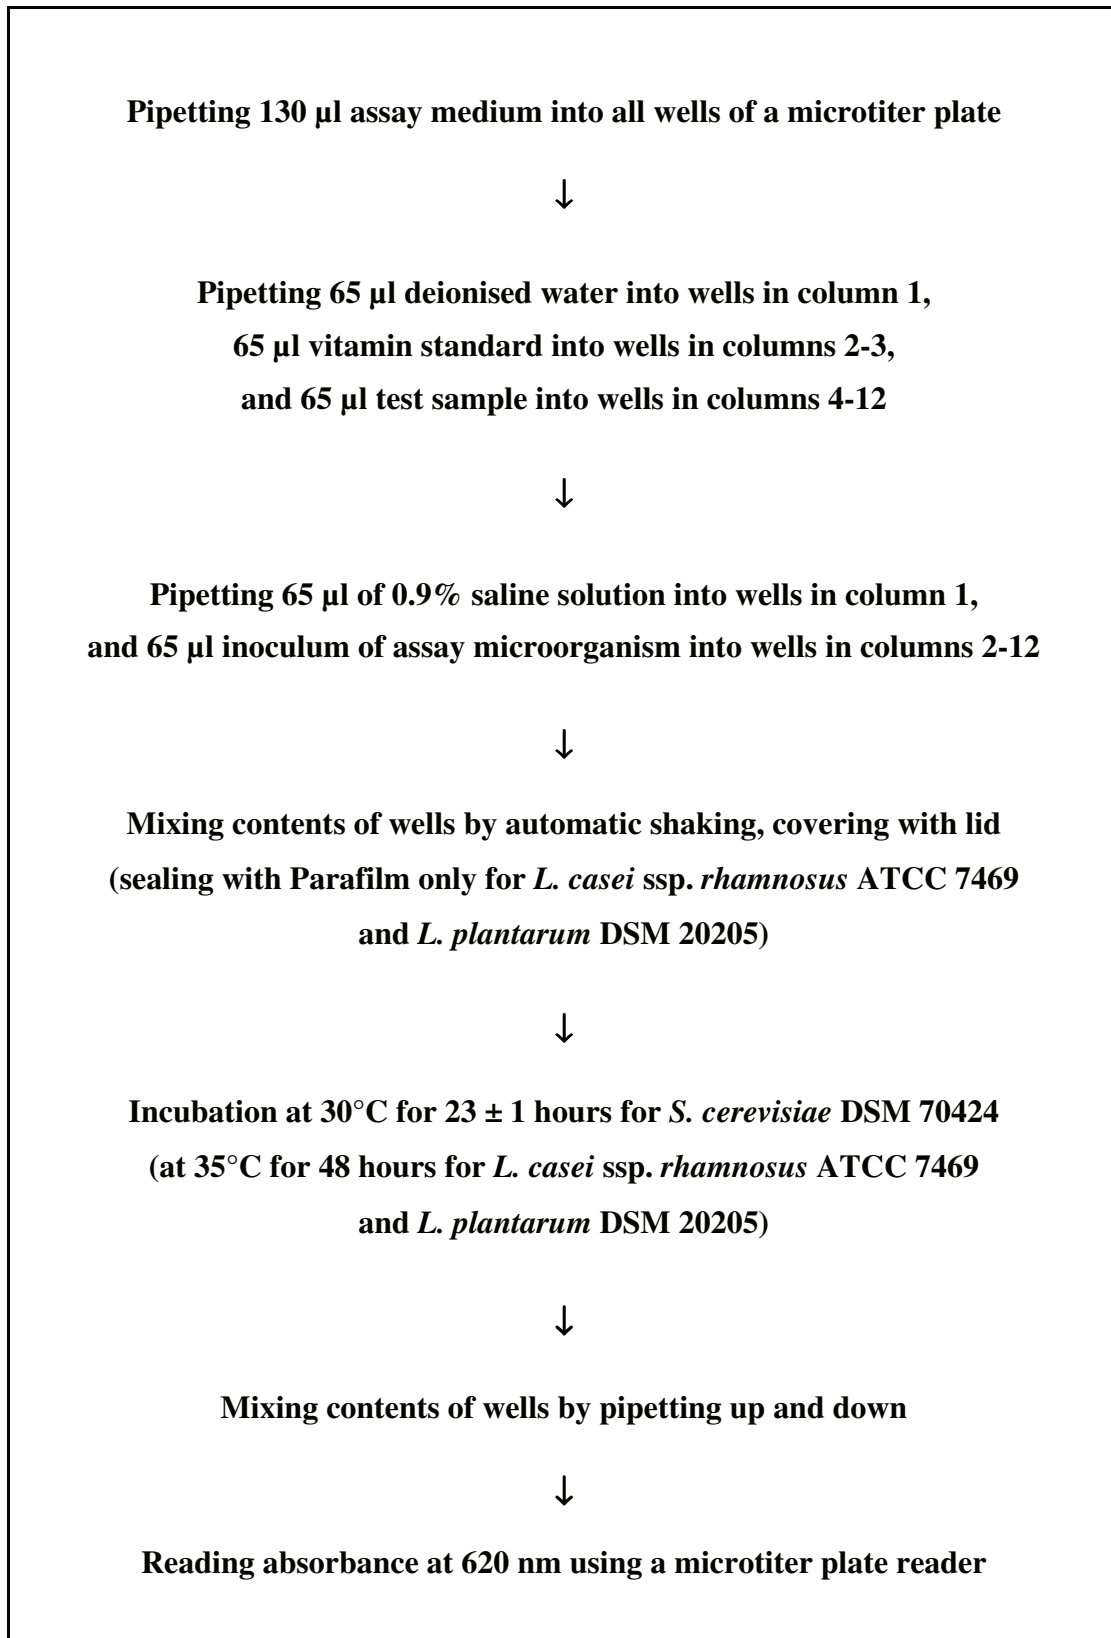 Pipetting 130 µl assay medium into all wells of a microtiter plate
↓
Pipetting 65 µl deionised water into wells in column 1,
65 µl vitamin standard into wells in columns 2-3,
and 65 µl test sample into wells in columns 4-12
↓
Pipetting 65 µl of 0.9% saline solution into wells in column 1,
and 65 µl inoculum of assay microorganism into wells in columns 2-12
↓
Mixing contents of wells by automatic shaking, covering with lid
(sealing with Parafilm only for L. casei ssp. rhamnosus ATCC 7469
and L. plantarum DSM 20205)
↓
Incubation at 30°C for 23 ± 1 hours for S. cerevisiae DSM 70424
(at 35°C for 48 hours for L. casei ssp. rhamnosus ATCC 7469
and L. plantarum DSM 20205)
↓
Mixing contents of wells by pipetting up and down
↓
Reading absorbance at 620 nm using a microtiter plate reader